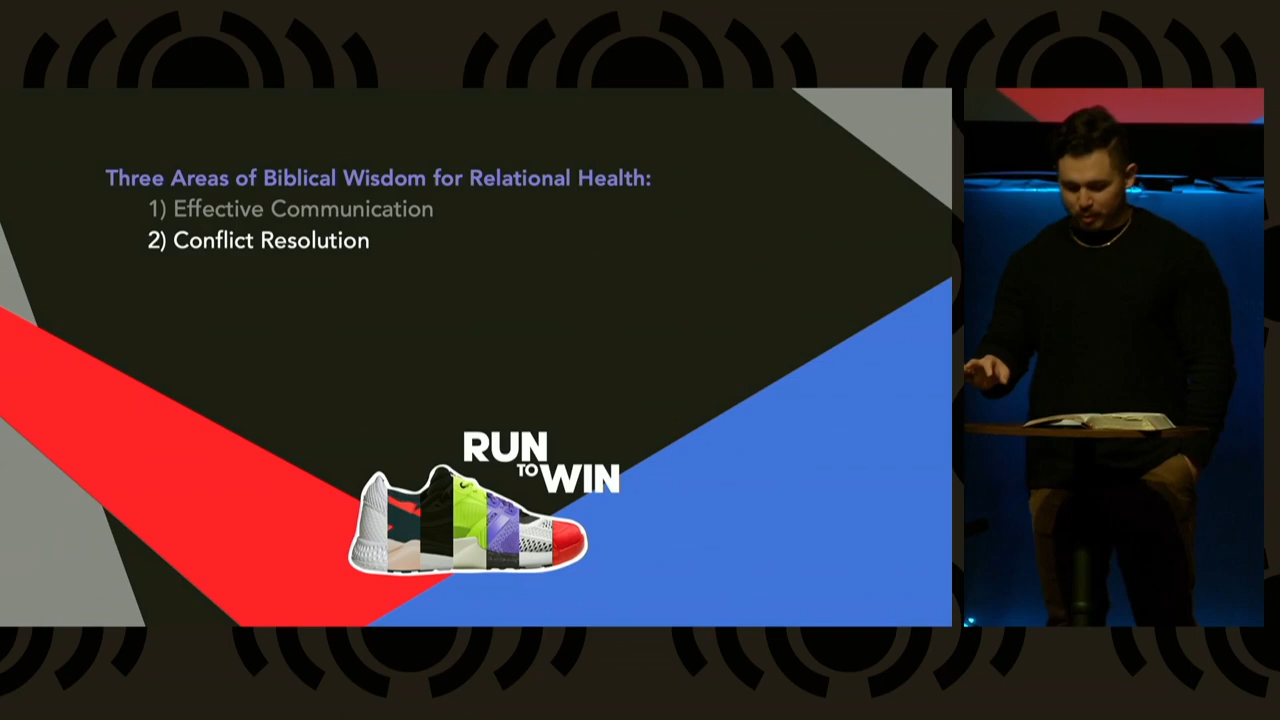 Three Areas of Biblical Wisdom for Relational Health:
1) Effective Communication
2) Conflict Resolution
RUN
TO WIN